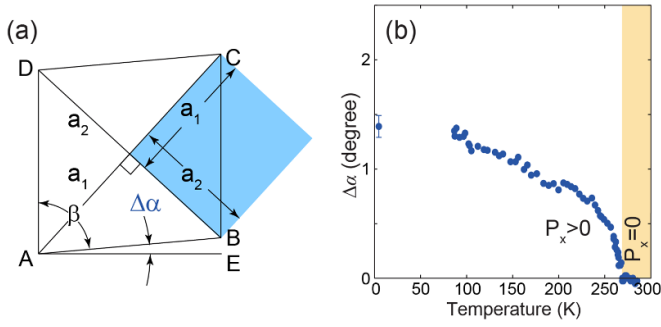 (a)
C
D
a₁
a₂
a₁
a₂
β
Δα
B
A
E
(b)
2
1
0
Δα (degree)
Pₓ>0
Pₓ=0
0 50 100 150 200 250 300
Temperature (K)